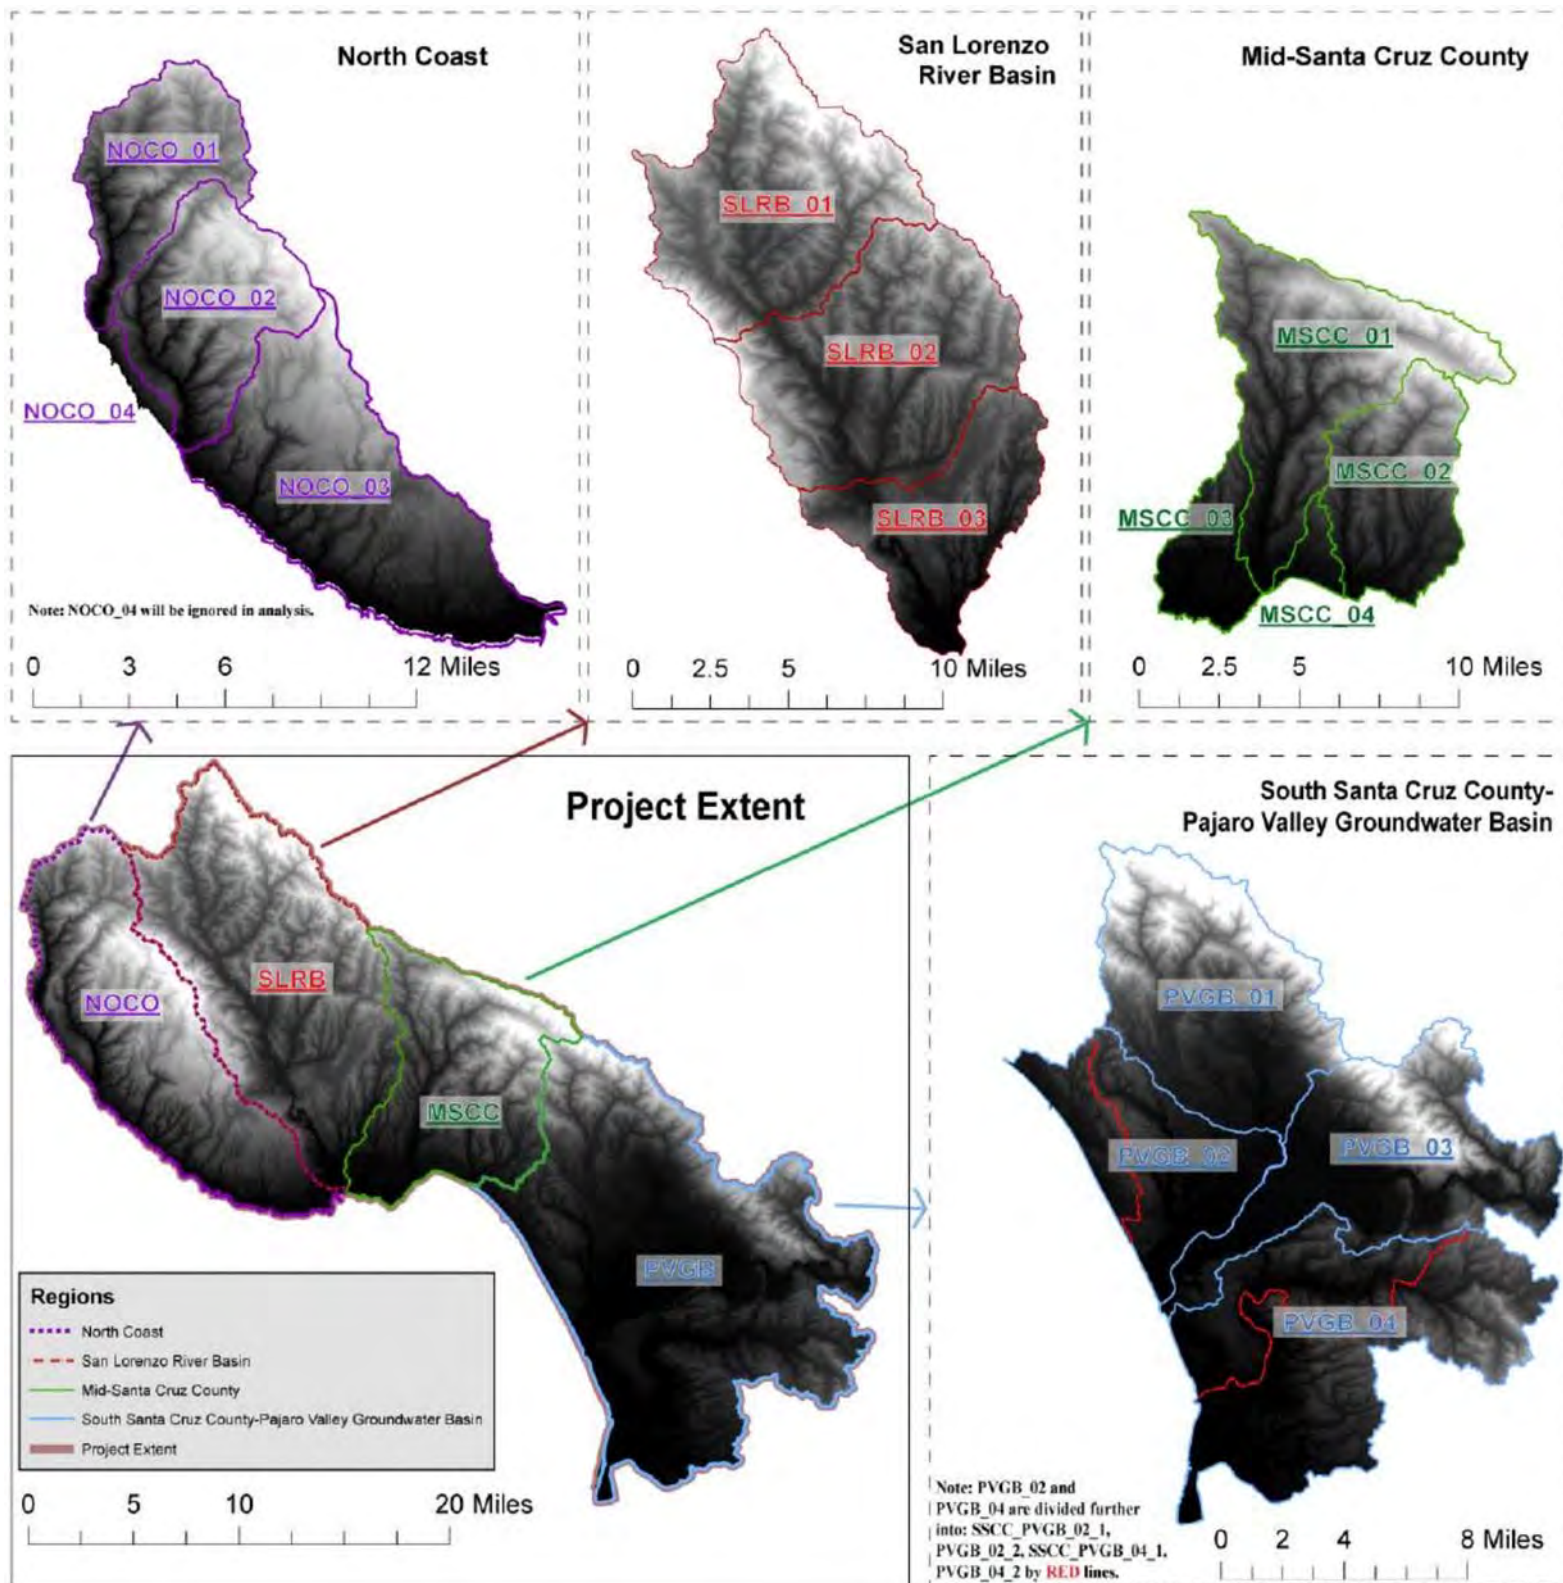 North Coast
NOCO_01
NOCO_02
NOCO_04
NOCO_03
Note: NOCO_04 will be ignored in analysis.
0 3 6 12 Miles
San Lorenzo
River Basin
SLRB_01
SLRB_02
SLRB_03
0 2.5 5 10 Miles
Mid-Santa Cruz County
MSCC_01
MSCC_02
MSCC_03
MSCC_04
0 2.5 5 10 Miles
Project Extent
SLRB
NOCO
MSCC
PVGB
Regions
North Coast
San Lorenzo River Basin
Mid-Santa Cruz County
South Santa Cruz County-Pajaro Valley Groundwater Basin
Project Extent
0 5 10 20 Miles
South Santa Cruz County-
Pajaro Valley Groundwater Basin
PVGB_01
PVGB_02
PVGB_03
PVGB_04
Note: PVGB_02 and
PVGB_04 are divided further
into: SSCC_PVGB_02_1,
PVGB_02_2, SSCC_PVGB_04_1,
PVGB_04_2 by RED lines.
0 2 4 8 Miles